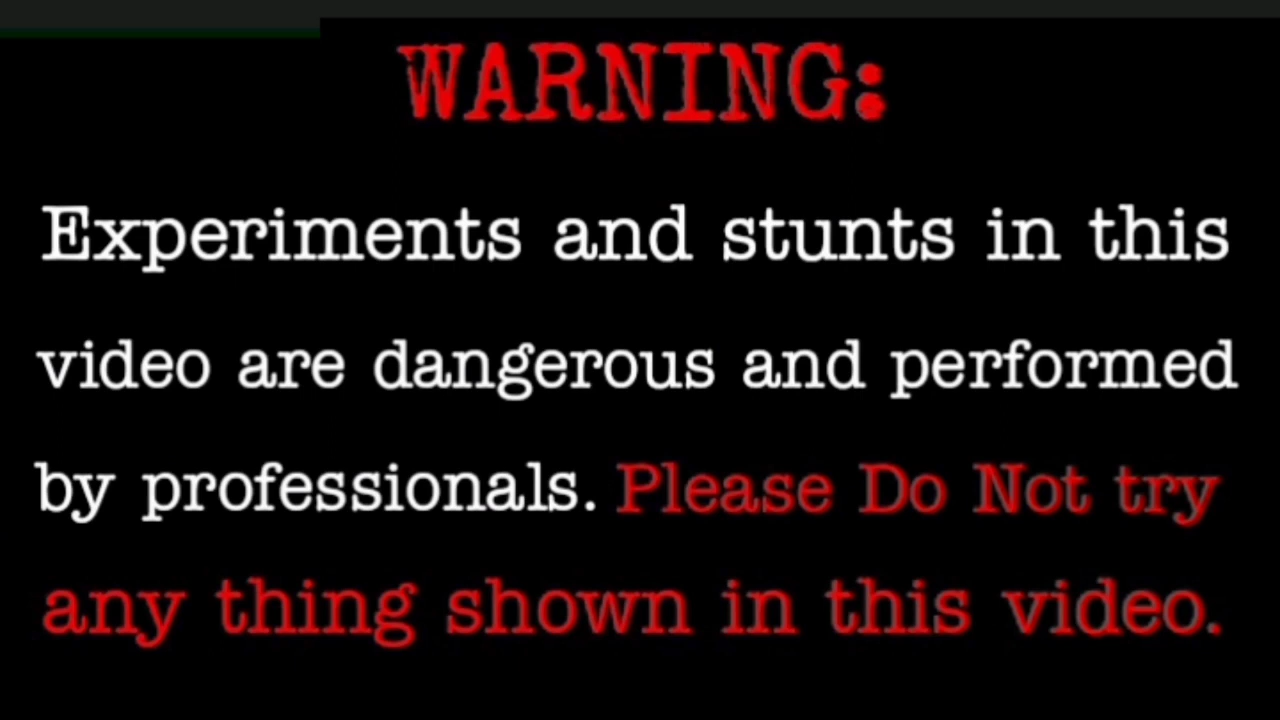 WARNING:
Experiments and stunts in this
video are dangerous and performed
by professionals. Please Do Not try
any thing shown in this video.